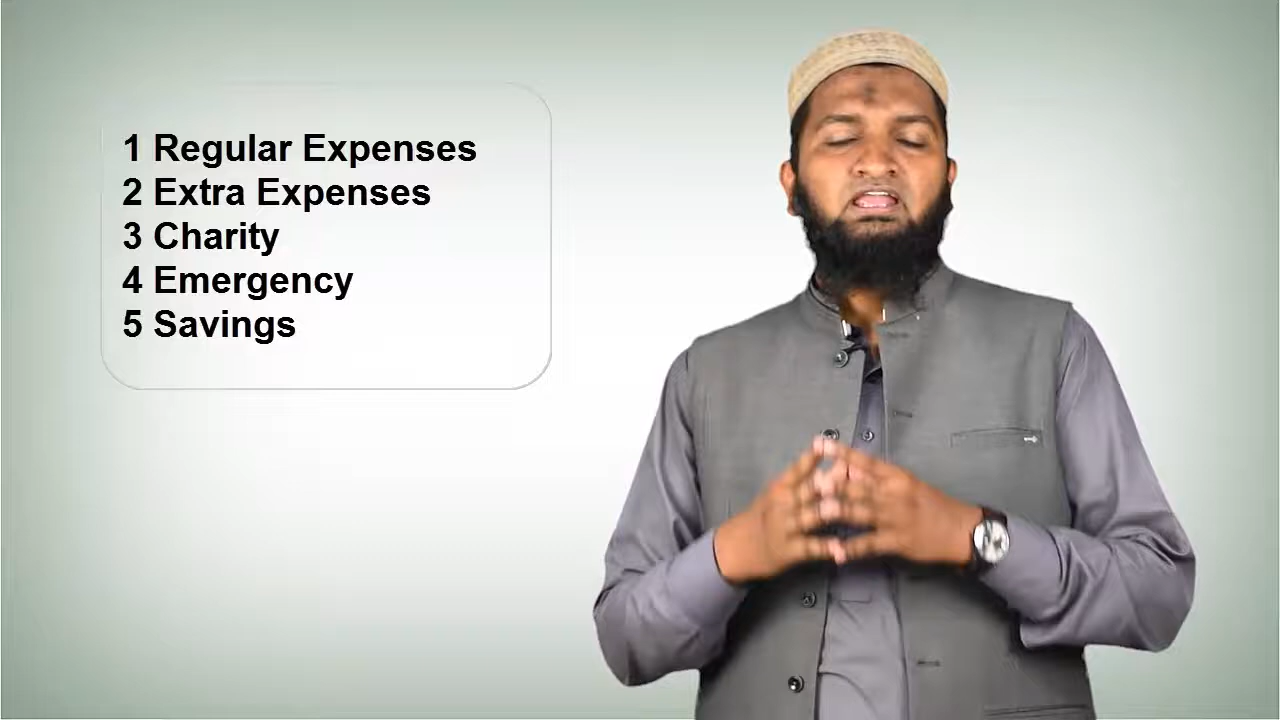 1 Regular Expenses
2 Extra Expenses
3 Charity
4 Emergency
5 Savings